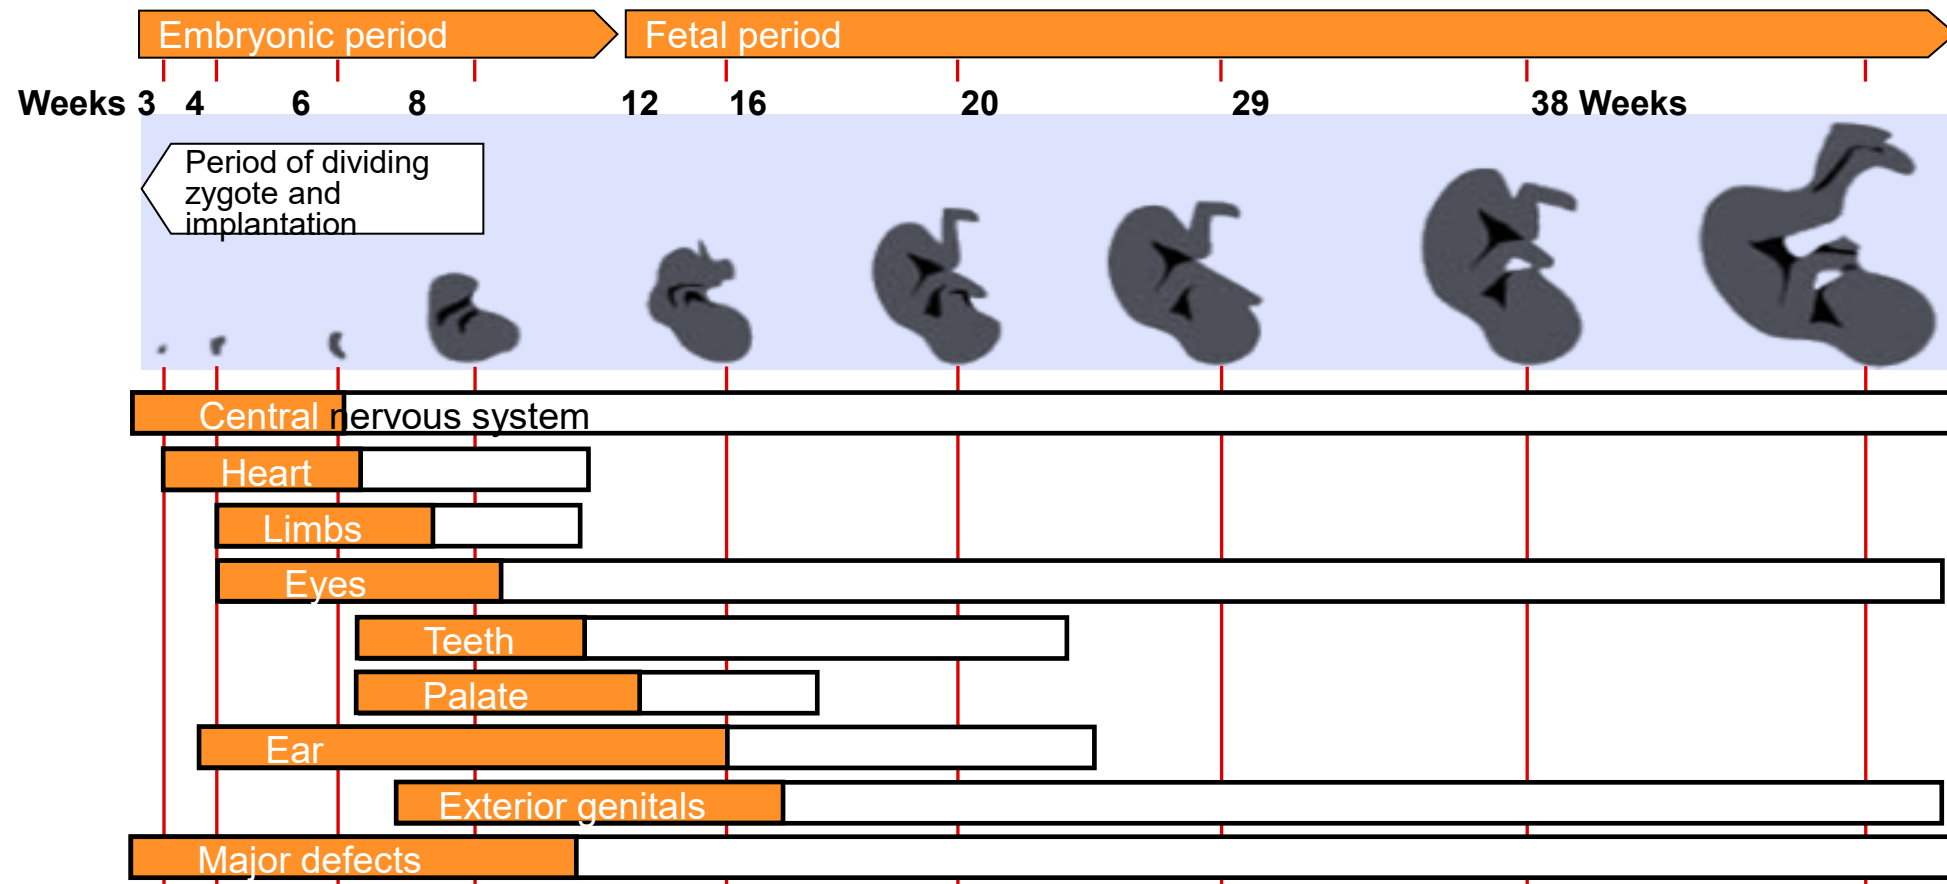 Embryonic period Fetal period
Weeks 3 4 6 8 12 16 20 29 38 Weeks
Period of dividing
zygote and
implantation
Central nervous system
Heart
Limbs
Eyes
Teeth
Palate
Ear
Exterior genitals
Major defects